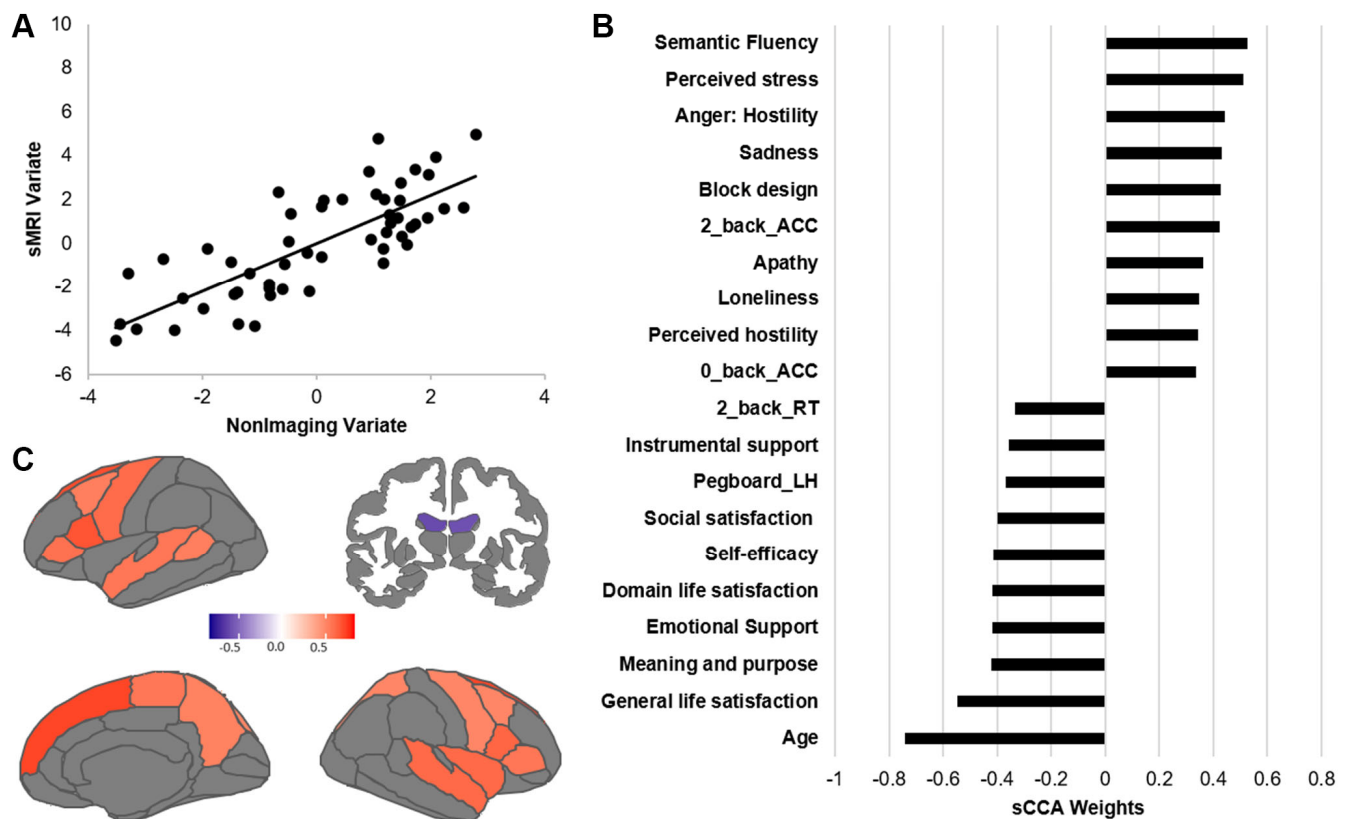 A
10
8
6
4
2
0
-2
-4
-6
-4 -2 0 2 4
sMRI Variate
NonImaging Variate
B
Semantic Fluency
Perceived stress
Anger: Hostility
Sadness
Block design
2_back_ACC
Apathy
Loneliness
Perceived hostility
0_back_ACC
2_back_RT
Instrumental support
Pegboard_LH
Social satisfaction
Self-efficacy
Domain life satisfaction
Emotional Support
Meaning and purpose
General life satisfaction
Age
-1 -0.8 -0.6 -0.4 -0.2 0 0.2 0.4 0.6 0.8
sCCA Weights
C
-0.5 0.0 0.5